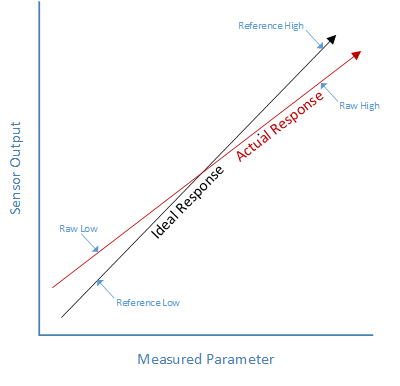 Reference High
Raw High
Actual Response
Ideal Response
Sensor Output
Raw Low
Reference Low
Measured Parameter